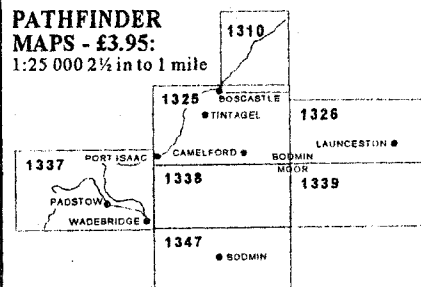 PATHFINDER
MAPS - £3.95:
1:25 000 2½ in to 1 mile
1310
1325
BOSCASTLE
TINTAGEL
1326
LAUNCESTON
1337
PORT ISAAC
CAMELFORD
BODMIN
MOOR
1338
1339
PADSTOW
WADEBRIDGE
1347
BODMIN